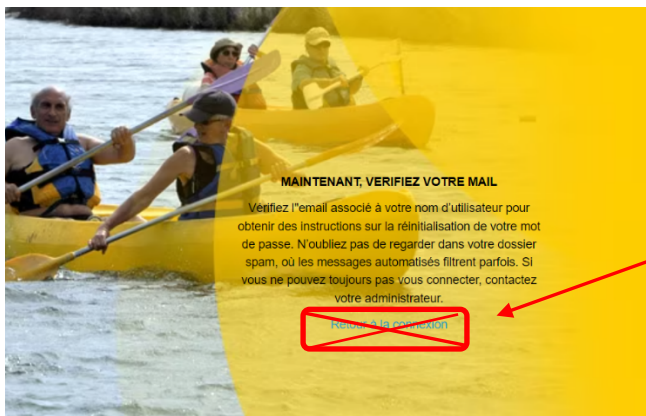 MAINTENANT, VERIFIEZ VOTRE MAIL
Vérifiez l"email associé à votre nom d'utilisateur pour
obtenir des instructions sur la réinitialisation de votre mot
de passe. N'oubliez pas de regarder dans votre dossier
spam, où les messages automatisés filtrent parfois. Si
vous ne pouvez toujours pas vous connecter, contactez
votre administrateur.
Retour à la connexion